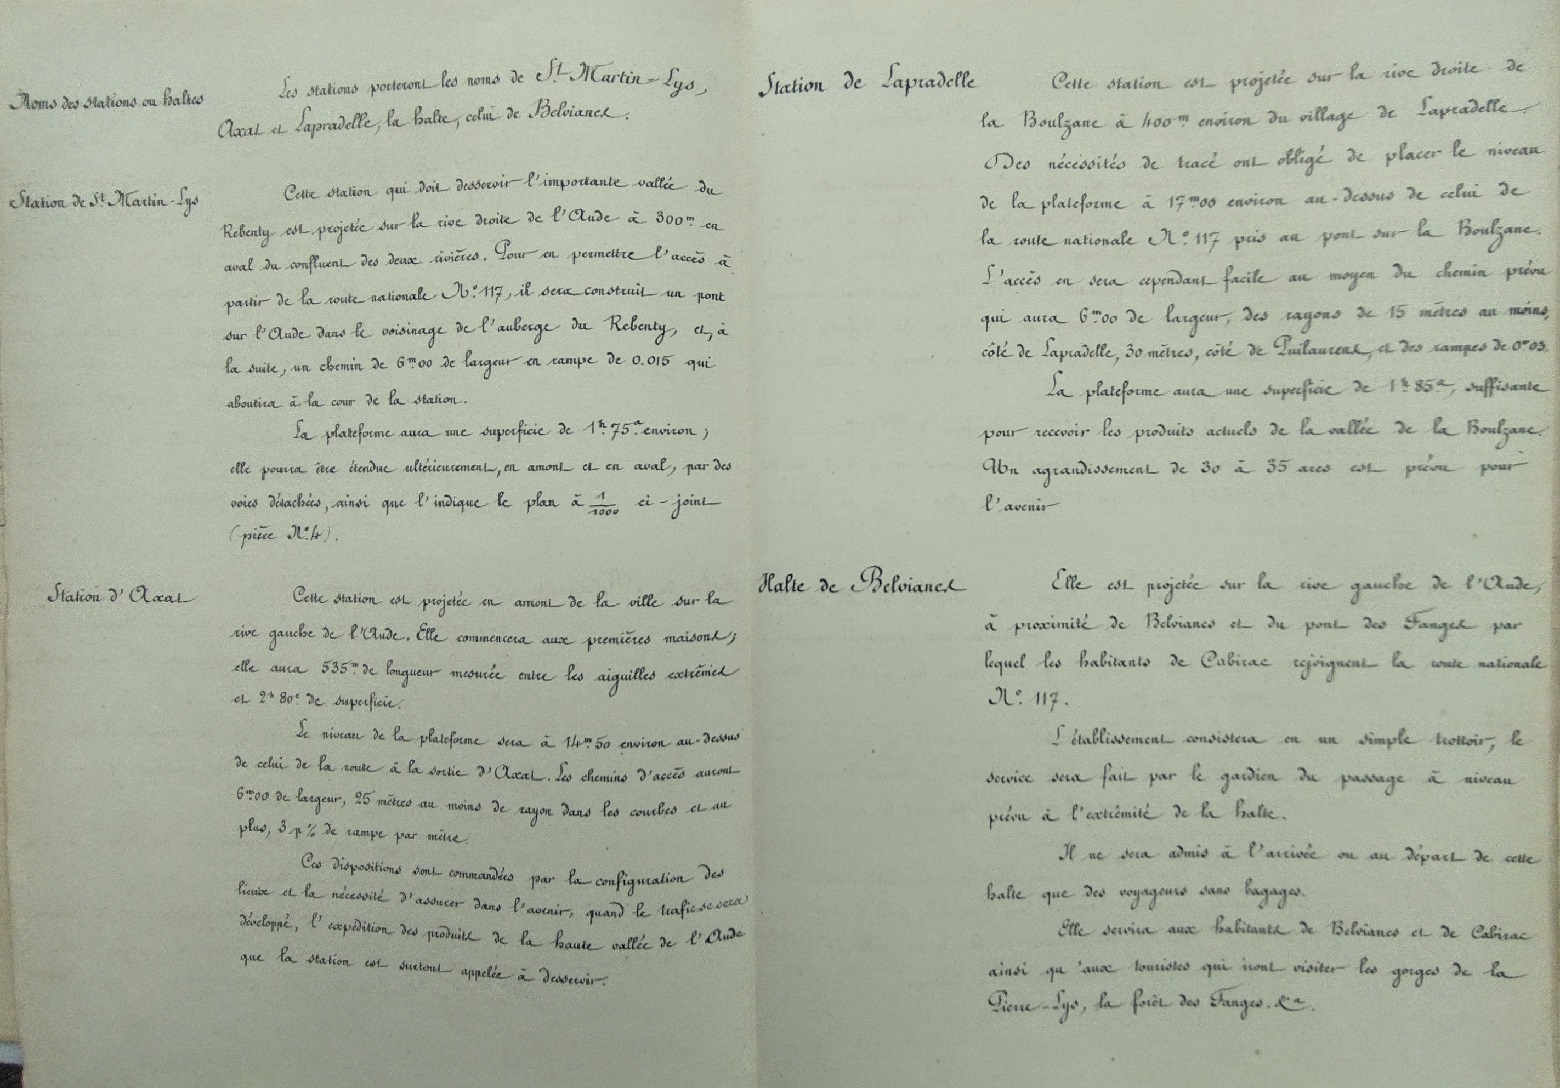 Noms des stations ou haltes
Les stations porteront les noms de St Martin-Lys,
Axat et Lapradelle, la halte, celui de Belvianes.
Station de St Martin-Lys
Cette station qui doit desservir l'importante vallée du
Rebenty est projetée sur la rive droite de l'Aude à 300m en
aval du confluent des deux rivières. Pour en permettre l'accès à
partir de la route nationale No 117, il sera construit un pont
sur l'Aude dans le voisinage de l'auberge du Rebenty, et, à
la suite, un chemin de 6m00 de largeur en rampe de 0.015 qui
aboutira à la cour de la station.
La plateforme aura une superficie de 1h 75a environ ;
elle pourra être étendue ultérieurement, en amont et en aval, par des
voies détachées, ainsi que l'indique le plan à 1/1000 ci-joint
(pièce No 4).
Station d'Axat
Cette station est projetée en amont de la ville sur la
rive gauche de l'Aude. Elle commencera aux premières maisons ;
elle aura 535m de longueur mesurée entre les aiguilles extrêmes
et 2h 80c de superficie.
Le niveau de la plateforme sera à 14m50 environ au-dessus
de celui de la route à la sortie d'Axat. Les chemins d'accès auront
6m00 de largeur, 25 mètres au moins de rayon dans les courbes et au
plus, 3 p % de rampe par mètre.
Ces dispositions sont commandées par la configuration des
lieux et la nécessité d'assurer dans l'avenir, quand le trafic se sera
développé, l'expédition des produits de la haute vallée de l'Aude
que la station est surtout appelée à desservir.
Station de Lapradelle
Cette station est projetée sur la rive droite de
la Boulzane à 400m environ du village de Lapradelle.
Des nécessités de tracé ont obligé de placer le niveau
de la plateforme à 17m00 environ au-dessus de celui de
la route nationale No 117 pris au pont sur la Boulzane.
L'accès en sera cependant facile au moyen du chemin prévu
qui aura 6m00 de largeur, des rayons de 15 mètres au moins,
côté de Lapradelle, 30 mètres, côté de Puilaurens, et des rampes de 0m03.
La plateforme aura une superficie de 1h 85a, suffisante
pour recevoir les produits actuels de la vallée de la Boulzane.
Un agrandissement de 30 à 35 ares est prévu pour
l'avenir
Halte de Belvianes
Elle est projetée sur la rive gauche de l'Aude,
à proximité de Belvianes et du pont des Fanges par
lequel les habitants de Cabirac rejoignent la route nationale
No 117.
L'établissement consistera en un simple trottoir, le
service sera fait par le gardien du passage à niveau
prévu à l'extrémité de la halte.
Il ne sera admis à l'arrivée ou au départ de cette
halte que des voyageurs sans bagages.
Elle servira aux habitants de Belvianes et de Cabirac
ainsi qu'aux touristes qui iront visiter les gorges de la
Pierre-Lys, la forêt des Fanges. &a.